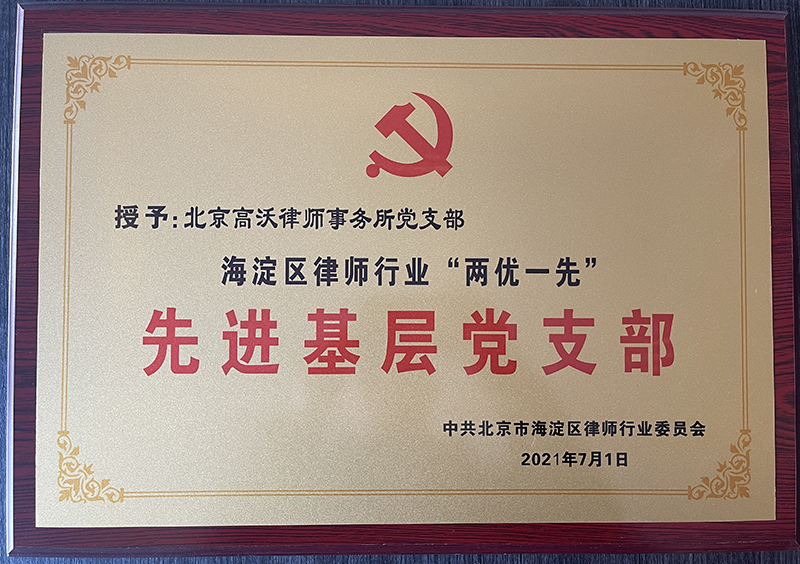 授予:北京高沃律师事务所党支部
海淀区律师行业“两优一先”
先进基层党支部
中共北京市海淀区律师行业委员会
2021年7月1日